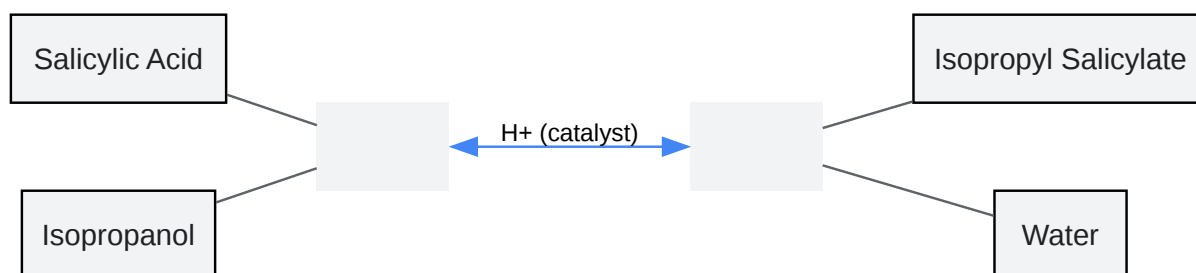 Salicylic Acid
Isopropyl Salicylate
H+ (catalyst)
Isopropanol
Water